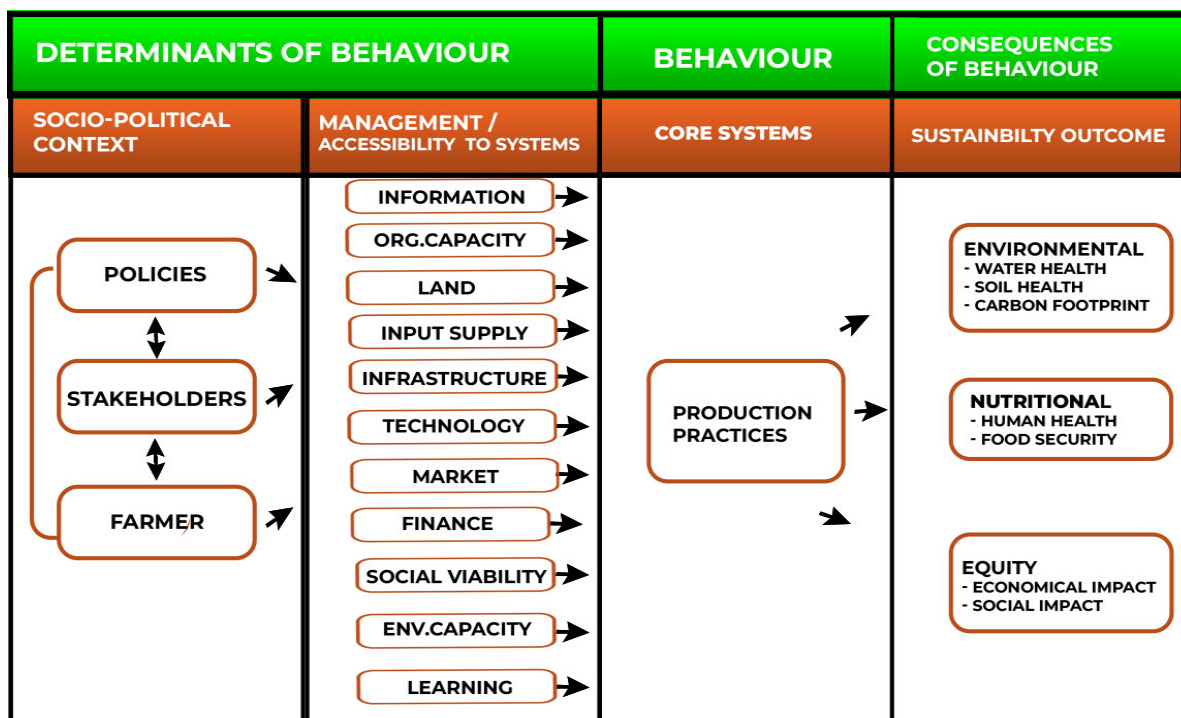 DETERMINANTS OF BEHAVIOUR
BEHAVIOUR
CONSEQUENCES
OF BEHAVIOUR
SOCIO-POLITICAL
CONTEXT
MANAGEMENT /
ACCESSIBILITY TO SYSTEMS
CORE SYSTEMS
SUSTAINBILTY OUTCOME
POLICIES
STAKEHOLDERS
FARMER
INFORMATION
ORG.CAPACITY
LAND
INPUT SUPPLY
INFRASTRUCTURE
TECHNOLOGY
MARKET
FINANCE
SOCIAL VIABILITY
ENV.CAPACITY
LEARNING
PRODUCTION
PRACTICES
ENVIRONMENTAL
- WATER HEALTH
- SOIL HEALTH
- CARBON FOOTPRINT
NUTRITIONAL
- HUMAN HEALTH
- FOOD SECURITY
EQUITY
- ECONOMICAL IMPACT
- SOCIAL IMPACT